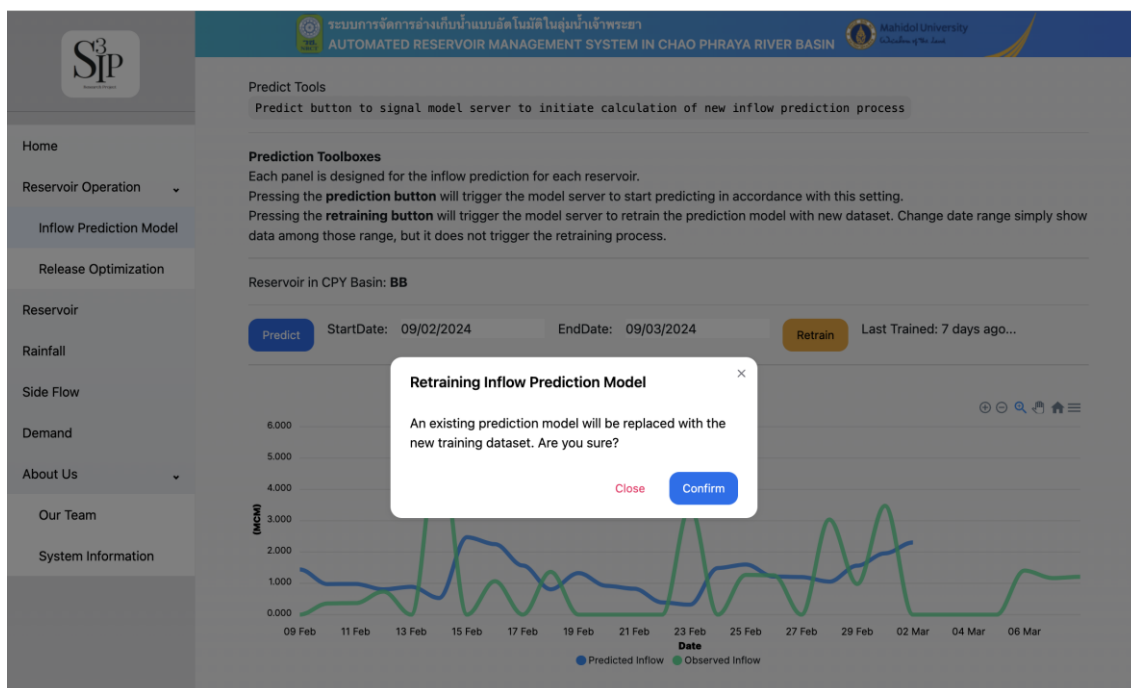 ระบบการจัดการอ่างเก็บน้ำแบบอัตโนมัติในลุ่มน้ำเจ้าพระยา
AUTOMATED RESERVOIR MANAGEMENT SYSTEM IN CHAO PHRAYA RIVER BASIN
Mahidol University
Wisdom of the Land
S3IP
Research Project
Home
Reservoir Operation
Inflow Prediction Model
Release Optimization
Reservoir
Rainfall
Side Flow
Demand
About Us
Our Team
System Information
Predict Tools
Predict button to signal model server to initiate calculation of new inflow prediction process
Prediction Toolboxes
Each panel is designed for the inflow prediction for each reservoir.
Pressing the prediction button will trigger the model server to start predicting in accordance with this setting.
Pressing the retraining button will trigger the model server to retrain the prediction model with new dataset. Change date range simply show
data among those range, but it does not trigger the retraining process.
Reservoir in CPY Basin: BB
Predict StartDate: 09/02/2024 EndDate: 09/03/2024 Retrain Last Trained: 7 days ago...
Retraining Inflow Prediction Model
An existing prediction model will be replaced with the
new training dataset. Are you sure?
Close Confirm
6.000
5.000
4.000
3.000
2.000
1.000
0.000
(MCM)
09 Feb 11 Feb 13 Feb 15 Feb 17 Feb 19 Feb 21 Feb 23 Feb 25 Feb 27 Feb 29 Feb 02 Mar 04 Mar 06 Mar
Date
Predicted Inflow Observed Inflow